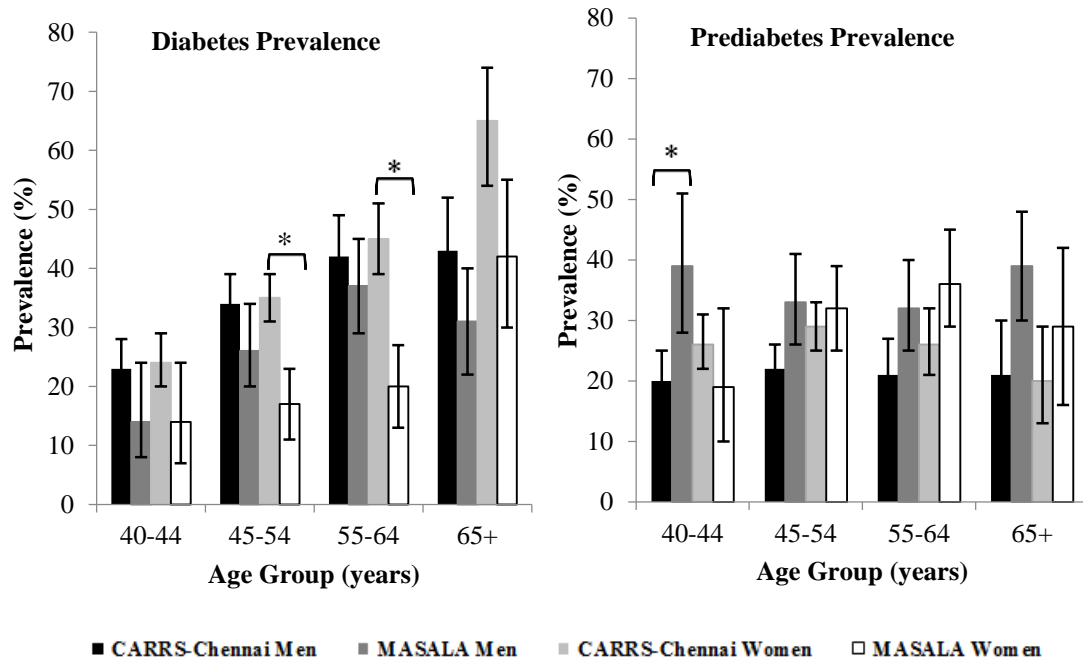 Diabetes Prevalence
Prevalence (%)
80
70
60
50
40
30
20
10
0
*
*
40-44 45-54 55-64 65+
Age Group (years)
Prediabetes Prevalence
Prevalence (%)
80
70
60
50
40
30
20
10
0
*
40-44 45-54 55-64 65+
Age Group (years)
CARRS-Chennai Men MASALA Men CARRS-Chennai Women MASALA Women